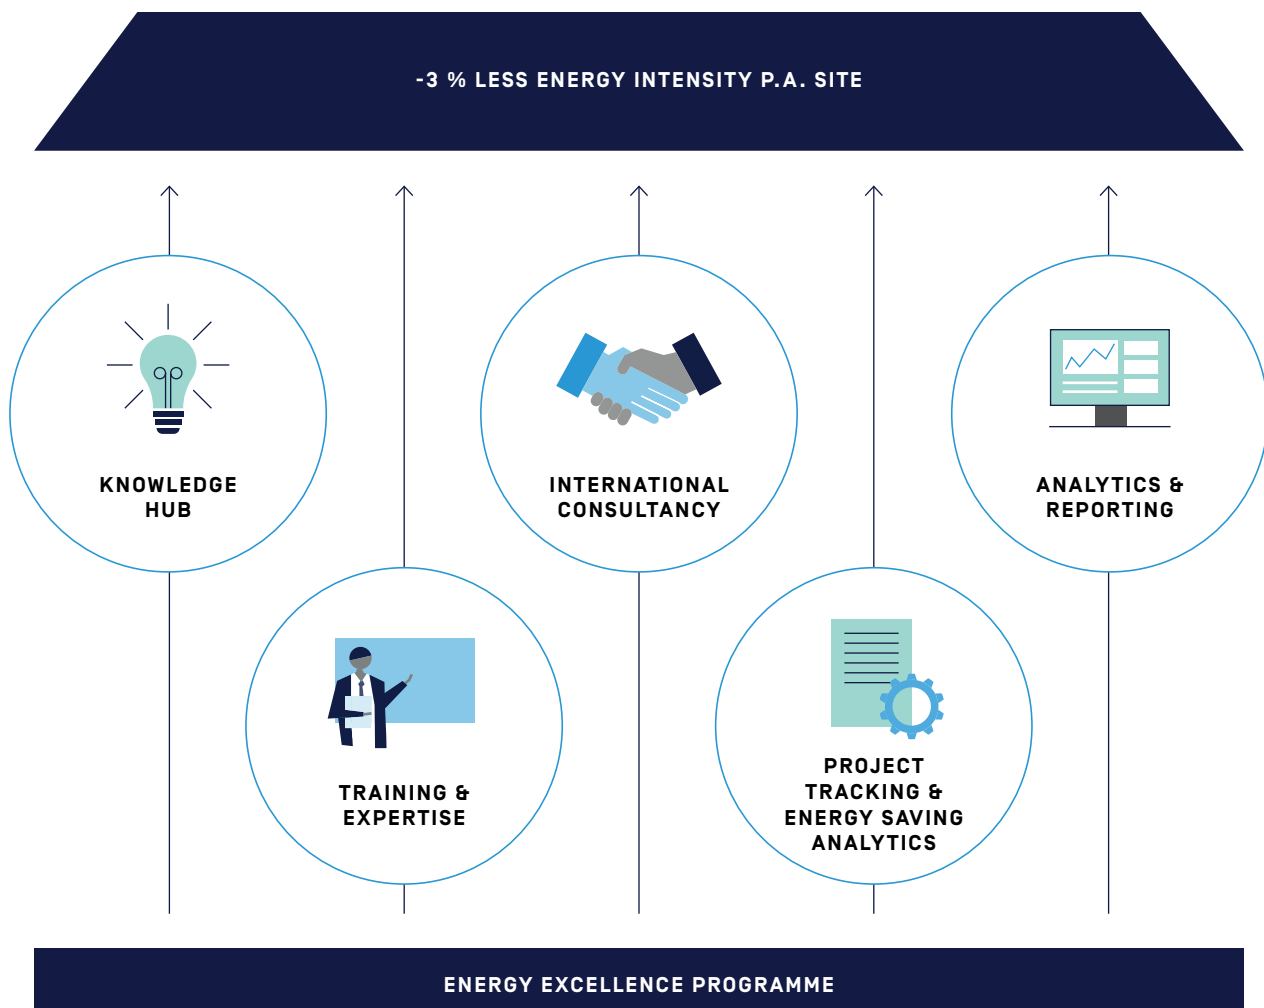 -3 % LESS ENERGY INTENSITY P.A. SITE
KNOWLEDGE
HUB
INTERNATIONAL
CONSULTANCY
ANALYTICS &
REPORTING
TRAINING &
EXPERTISE
PROJECT
TRACKING &
ENERGY SAVING
ANALYTICS
ENERGY EXCELLENCE PROGRAMME